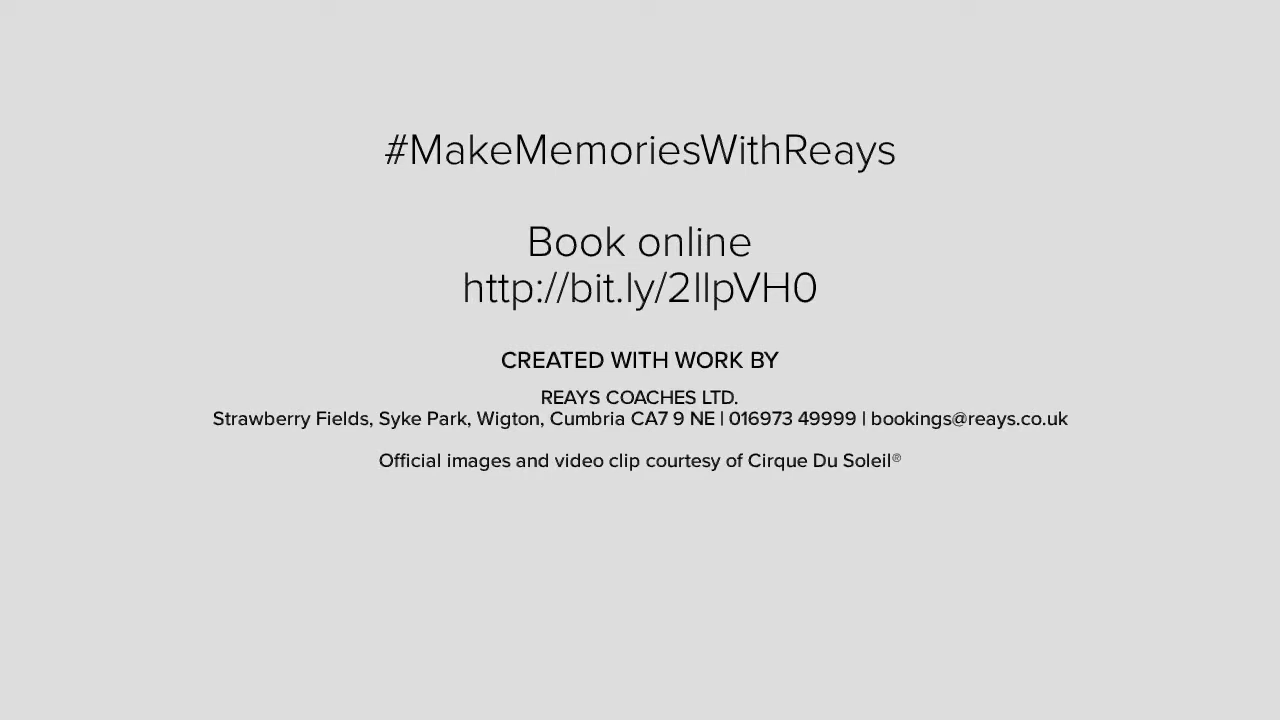 #MakeMemoriesWithReays
Book online
http://bit.ly/2llpVH0
CREATED WITH WORK BY
REAYS COACHES LTD.
Strawberry Fields, Syke Park, Wigton, Cumbria CA7 9 NE | 016973 49999 | bookings@reays.co.uk
Official images and video clip courtesy of Cirque Du Soleil®